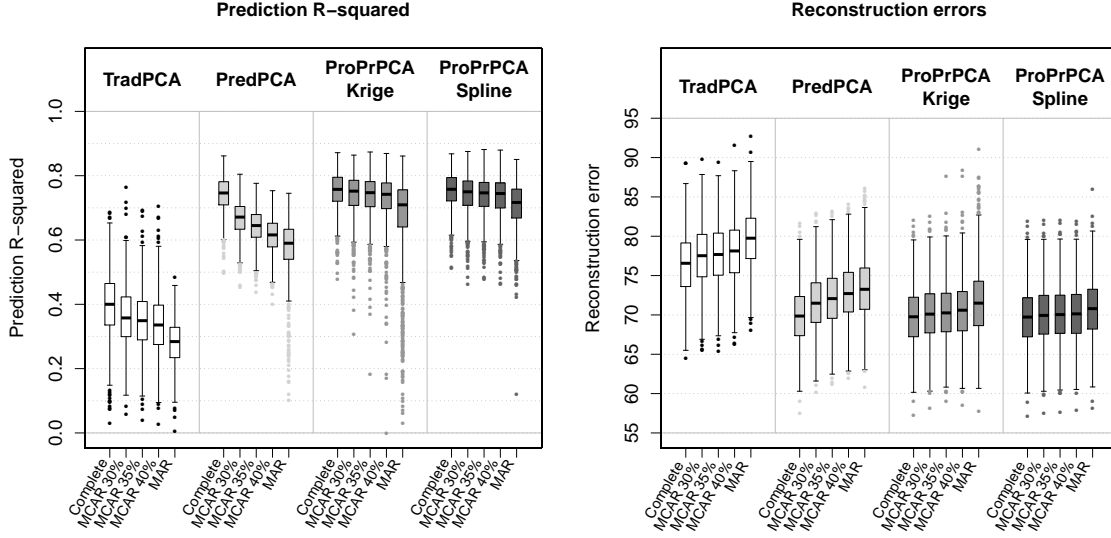 Prediction R−squared
TradPCA
PredPCA
ProPrPCA
Krige
ProPrPCA
Spline
Prediction R−squared
1.0
0.8
0.6
0.4
0.2
0.0
Complete
MCAR 30%
MCAR 35%
MCAR 40%
MAR
Complete
MCAR 30%
MCAR 35%
MCAR 40%
MAR
Complete
MCAR 30%
MCAR 35%
MCAR 40%
MAR
Complete
MCAR 30%
MCAR 35%
MCAR 40%
MAR
Reconstruction errors
TradPCA
PredPCA
ProPrPCA
Krige
ProPrPCA
Spline
Reconstruction error
95
90
85
80
75
70
65
60
55
Complete
MCAR 30%
MCAR 35%
MCAR 40%
MAR
Complete
MCAR 30%
MCAR 35%
MCAR 40%
MAR
Complete
MCAR 30%
MCAR 35%
MCAR 40%
MAR
Complete
MCAR 30%
MCAR 35%
MCAR 40%
MAR